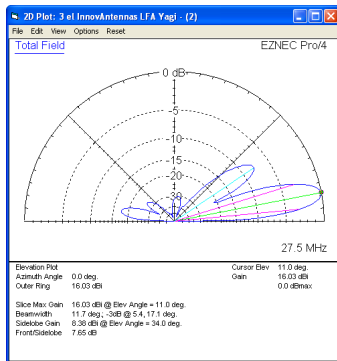 2D Plot: 3 el InnovAntennas LFA Yagi - (2)
File Edit View Options Reset
Total Field
EZNEC Pro/4
0 dB
-5
-10
-15
-20
-30
27.5 MHz
Elevation Plot
Azimuth Angle 0.0 deg.
Outer Ring 16.03 dBi
Cursor Elev 11.0 deg.
Gain 16.03 dBi
0.0 dBmax
Slice Max Gain 16.03 dBi @ Elev Angle = 11.0 deg.
Beamwidth 11.7 deg.; -3dB @ 5.4, 17.1 deg.
Sidelobe Gain 8.38 dBi @ Elev Angle = 34.0 deg.
Front/Sidelobe 7.65 dB